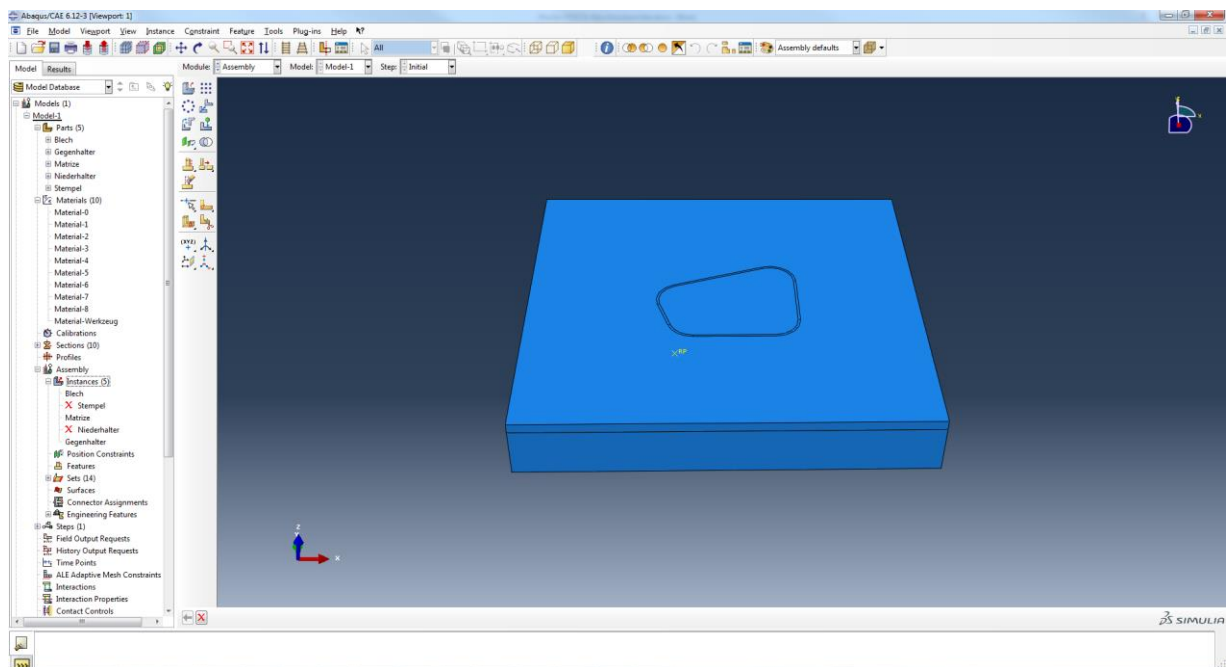 Abaqus/CAE 6.12-3 [Viewport: 1]
File Model Viewport View Instance Constraint Feature Tools Plug-ins Help
All
Assembly defaults
Model Results
Module: Assembly Model: Model-1 Step: Initial
Model Database
Models (1)
Model-1
Parts (5)
Blech
Gegenhalter
Matrize
Niederhalter
Stempel
Materials (10)
Material-0
Material-1
Material-2
Material-3
Material-4
Material-5
Material-6
Material-7
Material-8
Material-Werkzeug
Calibrations
Sections (10)
Profiles
Assembly
Instances (5)
Blech
Stempel
Matrize
Niederhalter
Gegenhalter
Position Constraints
Features
Sets (14)
Surfaces
Connector Assignments
Engineering Features
Steps (1)
Field Output Requests
History Output Requests
Time Points
ALE Adaptive Mesh Constraints
Interactions
Interaction Properties
Contact Controls
(XYZ)
RP
X
Z
X
SIMULIA